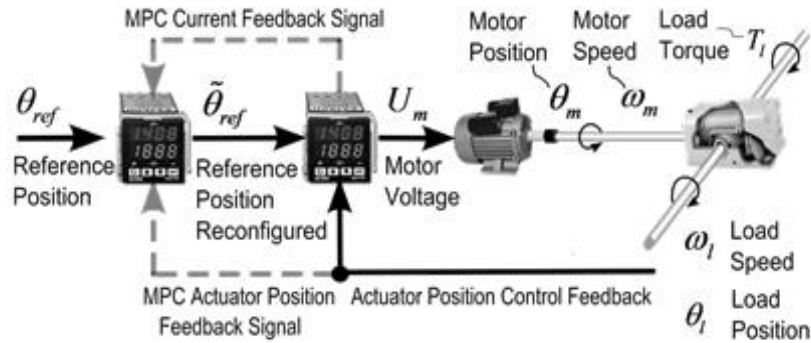 MPC Current Feedback Signal
Motor Position
Motor Speed
Load Torque
T_l
θ_ref
θ̃_ref
U_m
θ_m
ω_m
1408
1888
1408
1888
Reference Position
Reference Position Reconfigured
Motor Voltage
ω_l
Load Speed
MPC Actuator Position Feedback Signal
Actuator Position Control Feedback
θ_l
Load Position